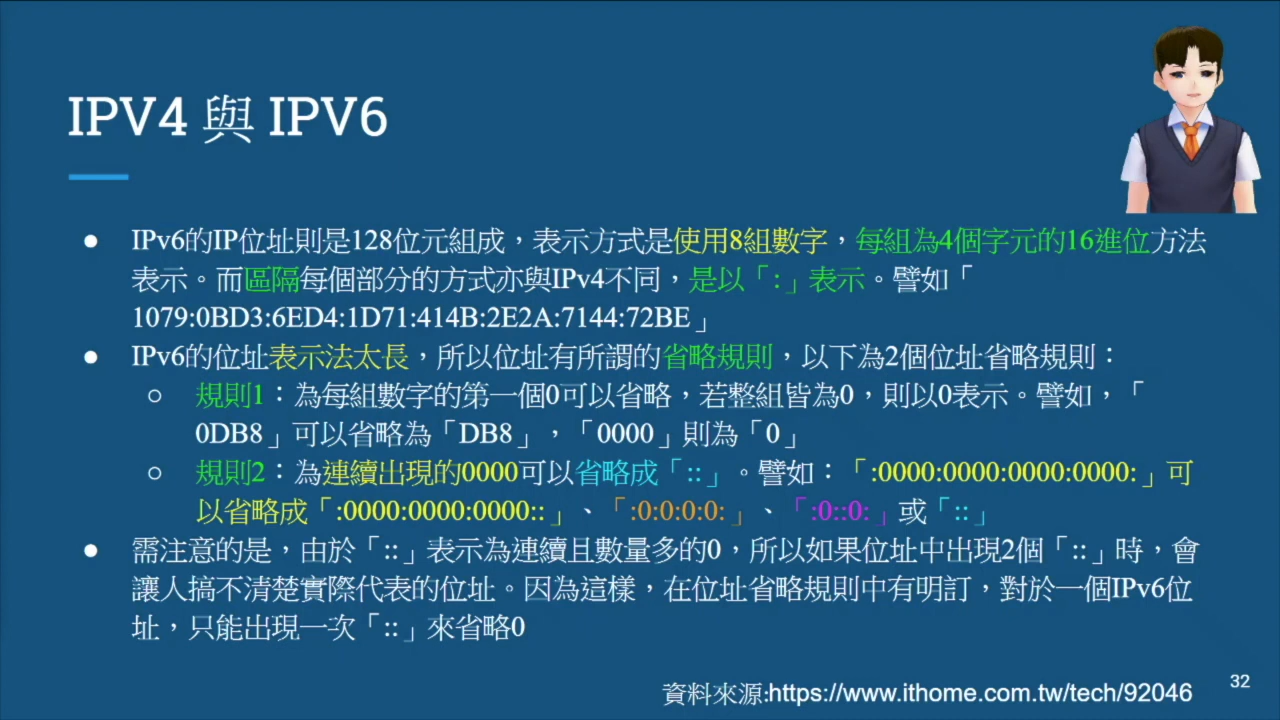 IPV4 與 IPV6
● IPv6的IP位址則是128位元組成，表示方式是使用8組數字，每組為4個字元的16進位方法
表示。而區隔每個部分的方式亦與IPv4不同，是以「:」表示。譬如「
1079:0BD3:6ED4:1D71:414B:2E2A:7144:72BE」
● IPv6的位址表示法太長，所以位址有所謂的省略規則，以下為2個位址省略規則：
○ 規則1：為每組數字的第一個0可以省略，若整組皆為0，則以0表示。譬如，「
0DB8」可以省略為「DB8」，「0000」則為「0」
○ 規則2：為連續出現的0000可以省略成「::」。譬如：「:0000:0000:0000:0000:」可
以省略成「:0000:0000:0000::」、「:0:0:0:0:」、「:0::0:」或「::」
● 需注意的是，由於「::」表示為連續且數量多的0，所以如果位址中出現2個「::」時，會
讓人搞不清楚實際代表的位址。因為這樣，在位址省略規則中有明訂，對於一個IPv6位
址，只能出現一次「::」來省略0
資料來源:https://www.ithome.com.tw/tech/92046
32